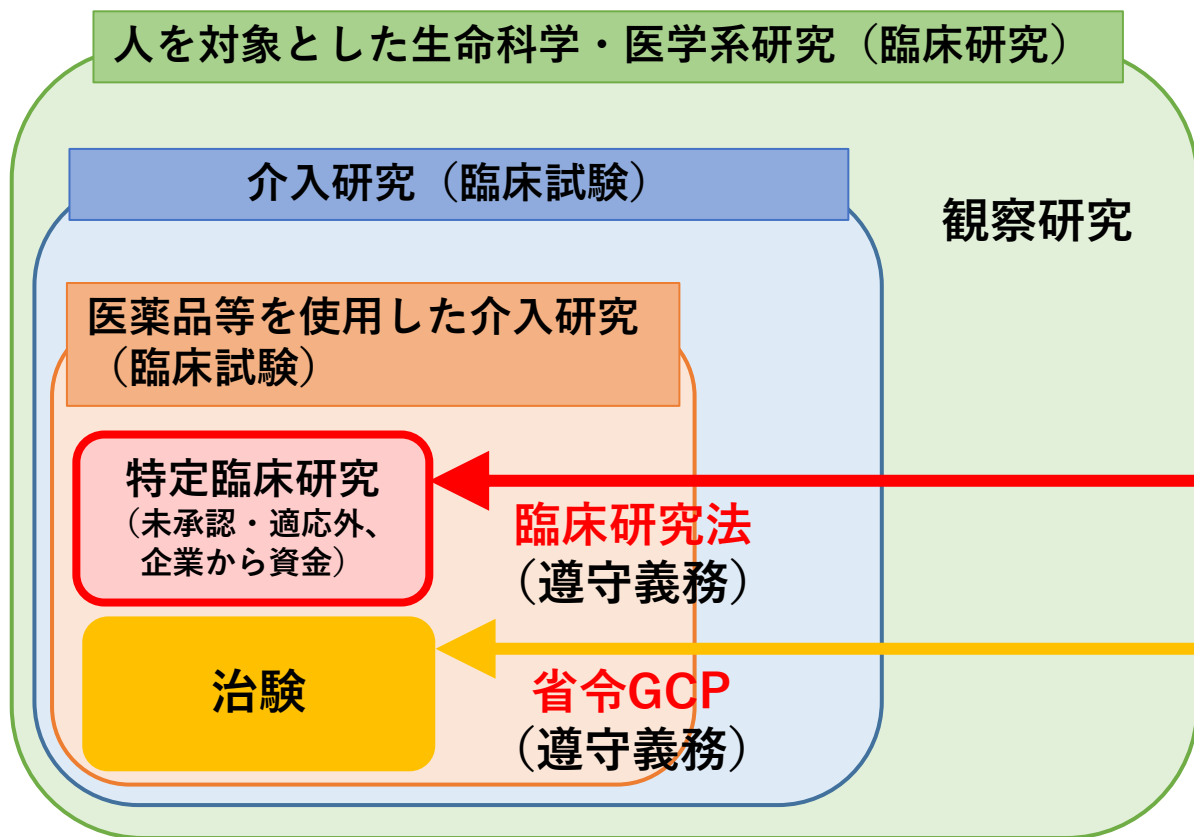 人を対象とした生命科学・医学系研究（臨床研究）
介入研究（臨床試験）
観察研究
医薬品等を使用した介入研究
（臨床試験）
特定臨床研究
（未承認・適応外、
企業から資金）
臨床研究法
（遵守義務）
治験
省令GCP
（遵守義務）